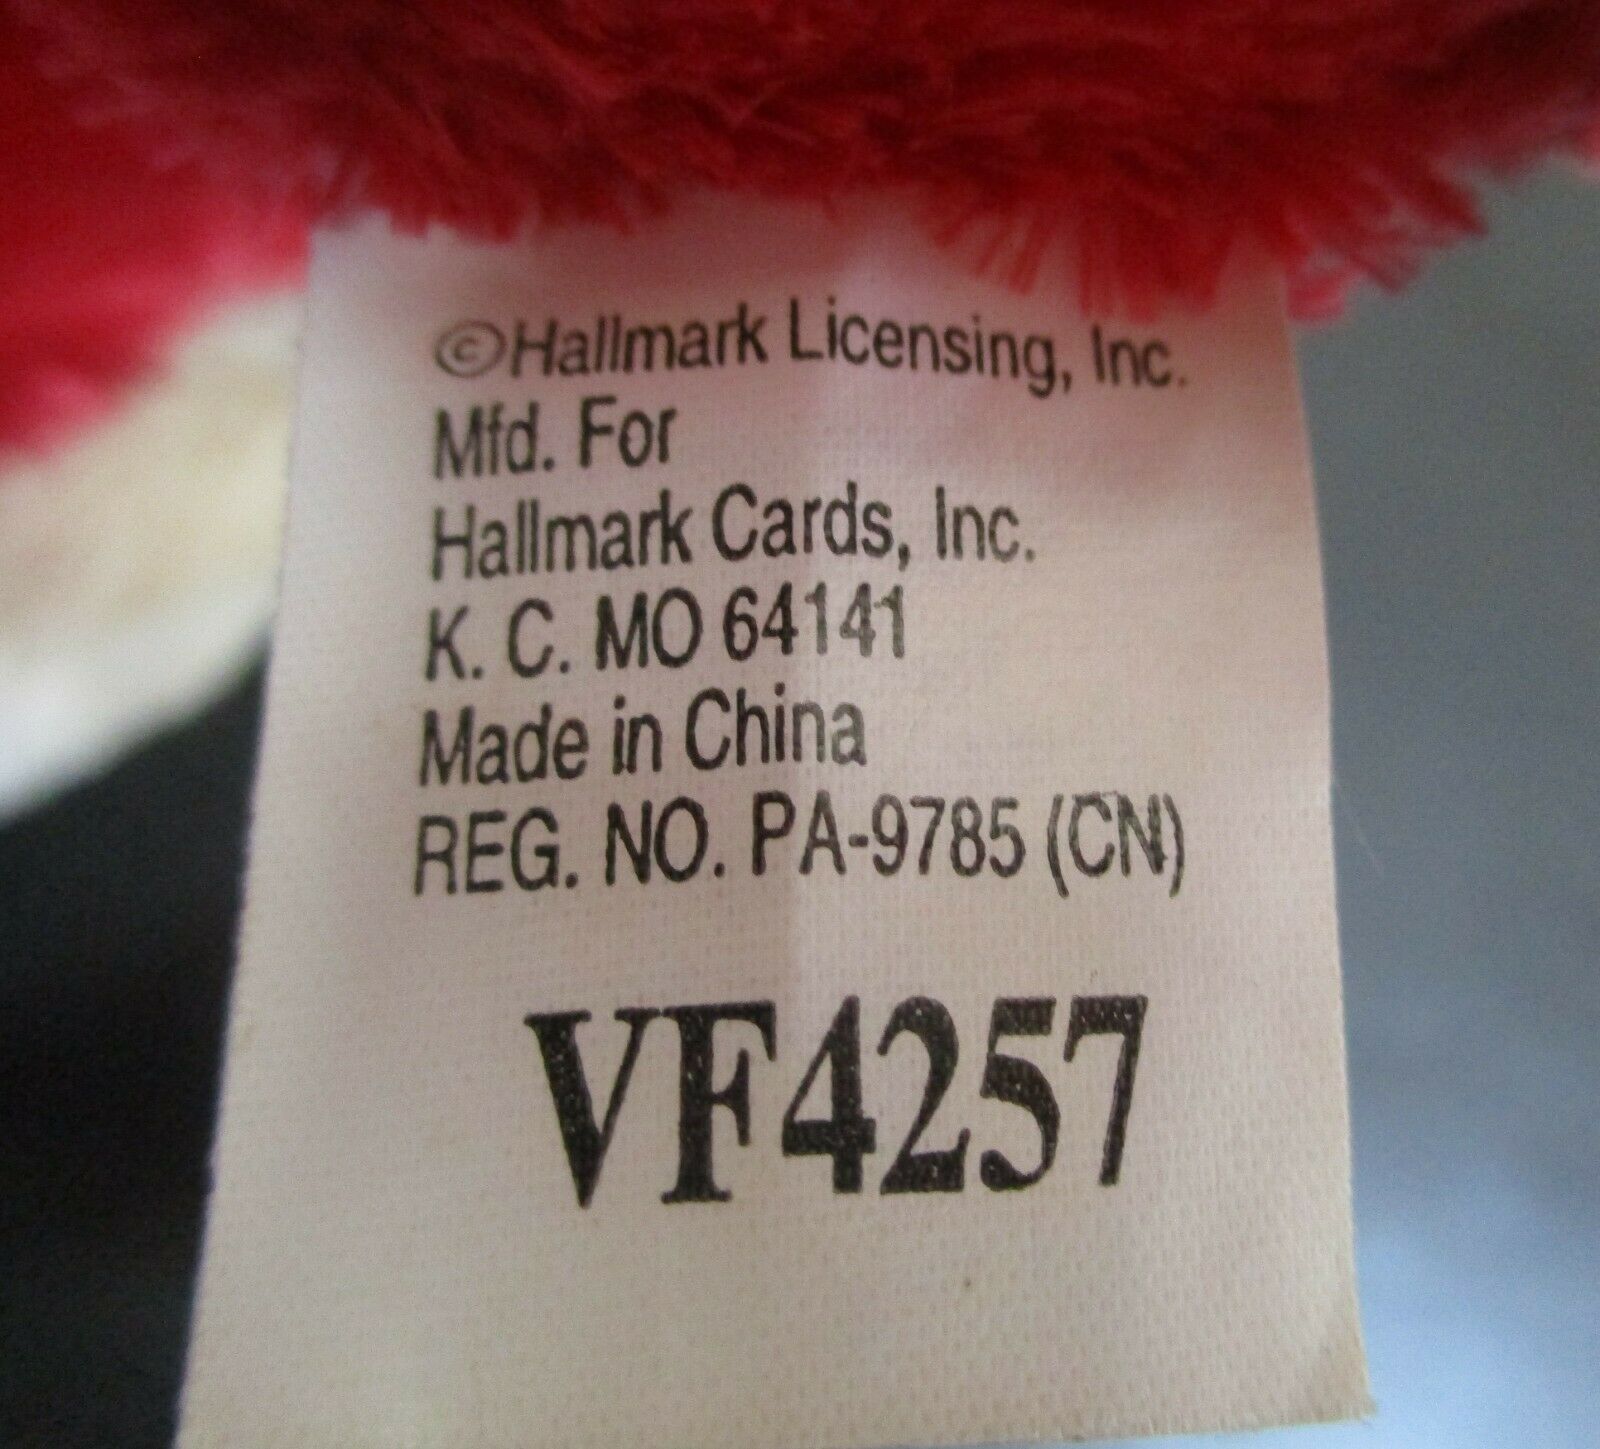 ©Hallmark Licensing, Inc.
Mfd. For
Hallmark Cards, Inc.
K. C. MO 64141
Made in China
REG. NO. PA-9785 (CN)
VF4257